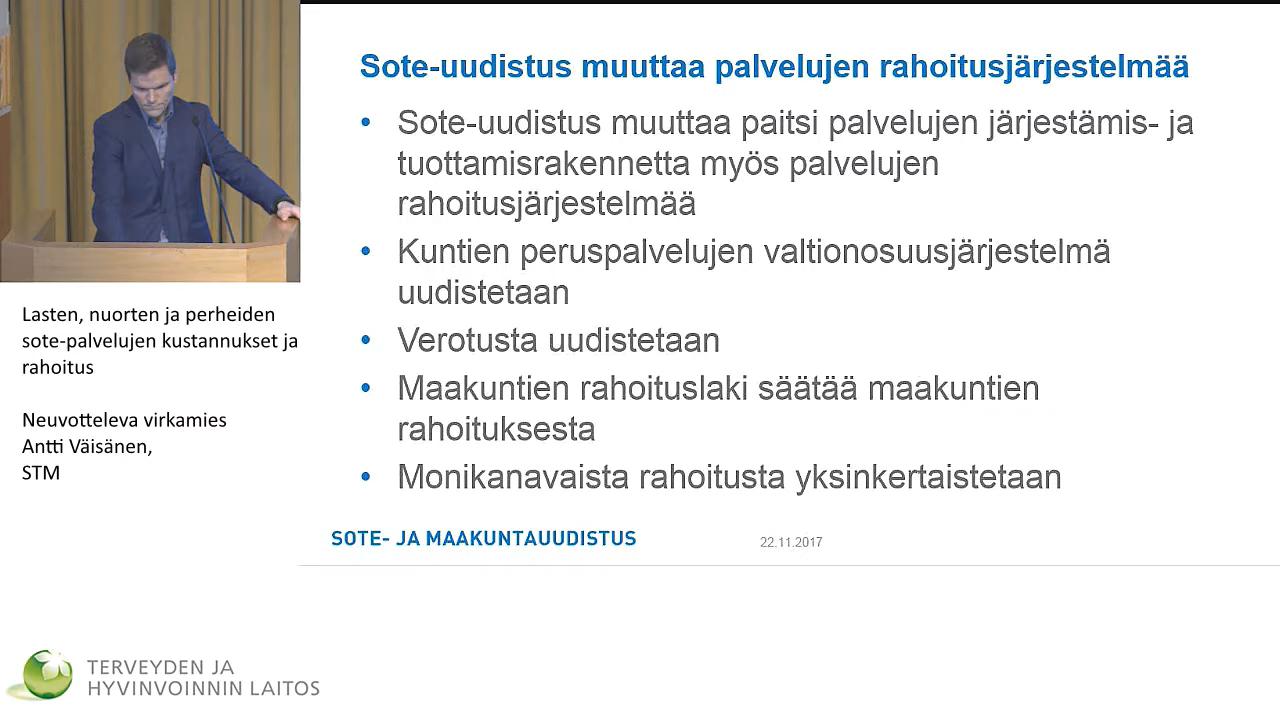 Sote-uudistus muuttaa palvelujen rahoitusjärjestelmää
• Sote-uudistus muuttaa paitsi palvelujen järjestämis- ja
tuottamisrakennetta myös palvelujen
rahoitusjärjestelmää
• Kuntien peruspalvelujen valtionosuusjärjestelmä
uudistetaan
• Verotusta uudistetaan
• Maakuntien rahoituslaki säätää maakuntien
rahoituksesta
• Monikanavaista rahoitusta yksinkertaistetaan
SOTE- JA MAAKUNTAUUDISTUS
22.11.2017
Lasten, nuorten ja perheiden
sote-palvelujen kustannukset ja
rahoitus
Neuvotteleva virkamies
Antti Väisänen,
STM
TERVEYDEN JA
HYVINVOINNIN LAITOS